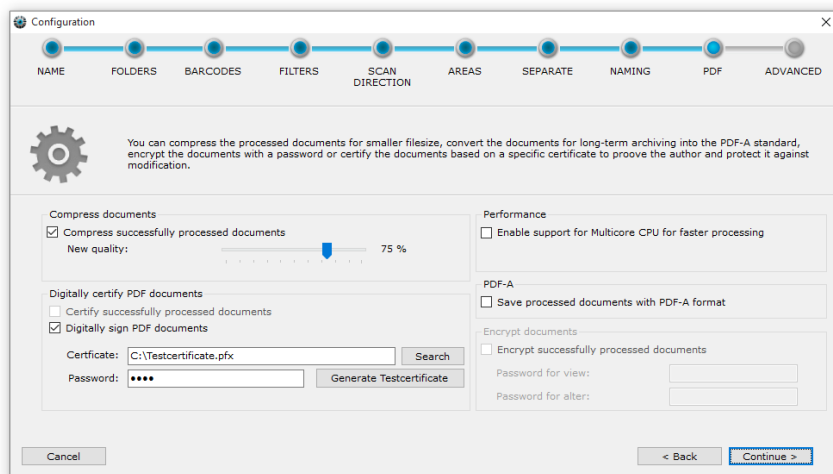 Configuration
NAME
FOLDERS
BARCODES
FILTERS
SCAN
DIRECTION
AREAS
SEPARATE
NAMING
PDF
ADVANCED
You can compress the processed documents for smaller filesize, convert the documents for long-term archiving into the PDF-A standard,
encrypt the documents with a password or certify the documents based on a specific certificate to proove the author and protect it against
modification.
Compress documents
Compress successfully processed documents
New quality:
75 %
Digitally certify PDF documents
Certify successfully processed documents
Digitally sign PDF documents
Certficate:
C:\Testcertificate.pfx
Search
Password:
••••
Generate Testcertificate
Performance
Enable support for Multicore CPU for faster processing
PDF-A
Save processed documents with PDF-A format
Encrypt documents
Encrypt successfully processed documents
Password for view:
Password for alter:
Cancel
< Back
Continue >